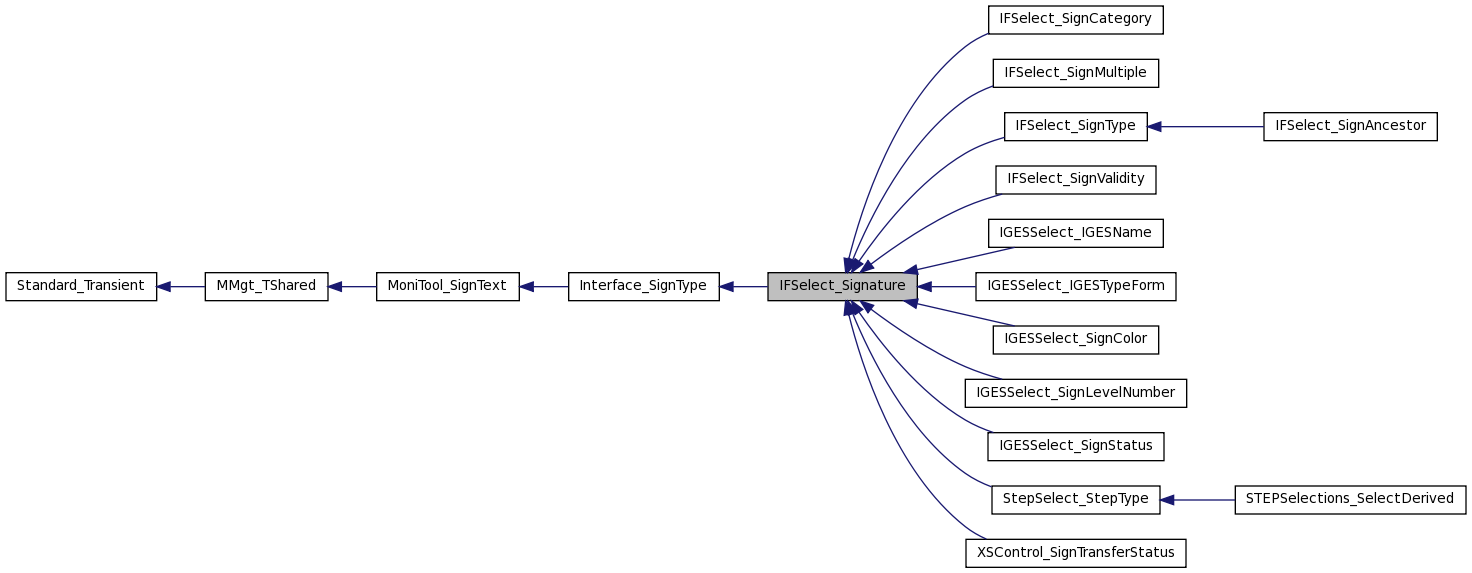 IFSelect_SignCategory
IFSelect_SignMultiple
IFSelect_SignType
IFSelect_SignAncestor
IFSelect_SignValidity
IGESSelect_IGESName
Standard_Transient
MMgt_TShared
MoniTool_SignText
Interface_SignType
IFSelect_Signature
IGESSelect_IGESTypeForm
IGESSelect_SignColor
IGESSelect_SignLevelNumber
IGESSelect_SignStatus
StepSelect_StepType
STEPSelections_SelectDerived
XSControl_SignTransferStatus